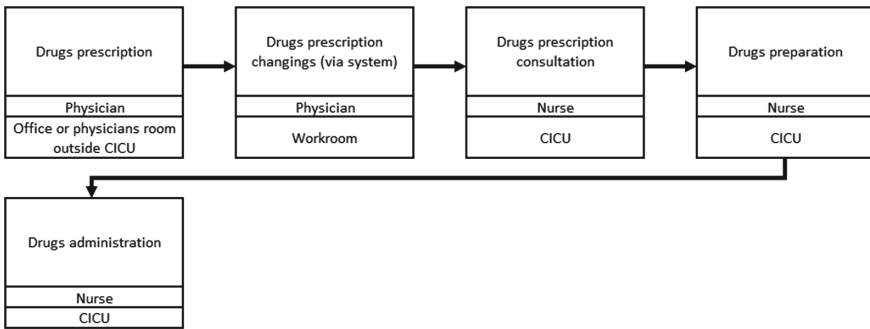 Drugs prescription
Physician
Office or physicians room
outside CICU
Drugs prescription
changings (via system)
Physician
Workroom
Drugs prescription
consultation
Nurse
CICU
Drugs preparation
Nurse
CICU
Drugs administration
Nurse
CICU